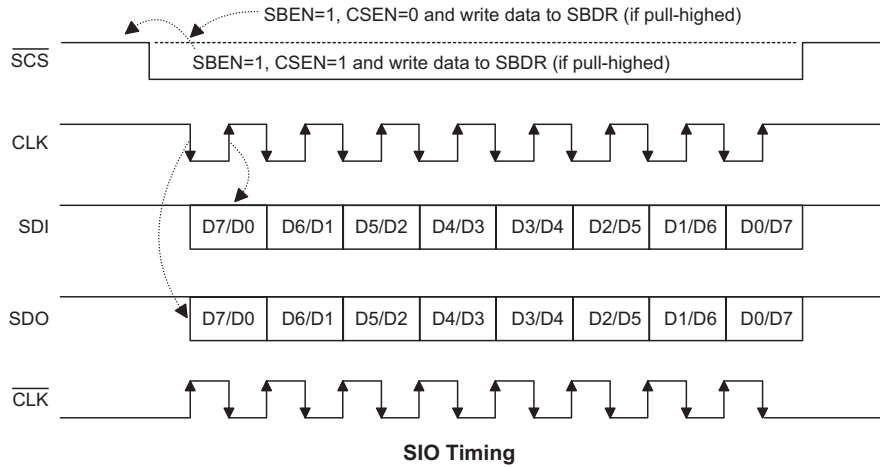 SBEN=1, CSEN=0 and write data to SBDR (if pull-highed)
SCS
SBEN=1, CSEN=1 and write data to SBDR (if pull-highed)
CLK
SDI D7/D0 D6/D1 D5/D2 D4/D3 D3/D4 D2/D5 D1/D6 D0/D7
SDO D7/D0 D6/D1 D5/D2 D4/D3 D3/D4 D2/D5 D1/D6 D0/D7
CLK
SIO Timing